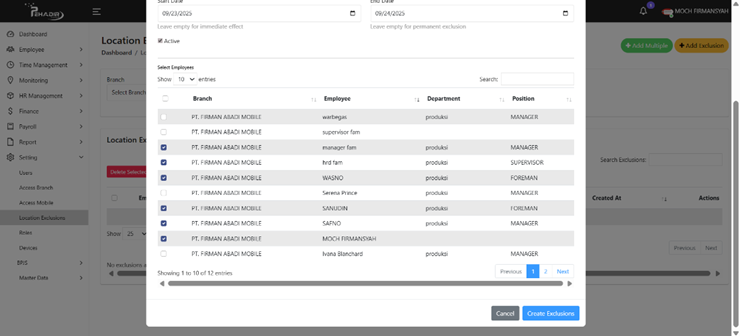 PEHADIR
5
MOCH FIRMANSYAH
Start Date
End Date
09/23/2025
09/24/2025
Leave empty for immediate effect
Leave empty for permanent exclusion
Active
Dashboard
Employee
Time Management
Monitoring
HR Management
Finance
Payroll
Report
Setting
Users
Access Branch
Access Mobile
Location Exclusions
Roles
Devices
BRS
Master Data
Location E
Dashboard / Lo
Add Multiple
Add Exclusion
Branch
Select Branch
Location Ex
Search Exclusions:
Delete Selected
Em
Created At
Actions
Show 25
No exclusions a
Previous Next
Select Employees
Show 10 entries
Search:
Branch Employee Department Position
PT. FIRMAN ABADI MOBILE warbegas produksi MANAGER
PT. FIRMAN ABADI MOBILE supervisor fam
PT. FIRMAN ABADI MOBILE manager fam produksi MANAGER
PT. FIRMAN ABADI MOBILE hrd fam produksi SUPERVISOR
PT. FIRMAN ABADI MOBILE WASNO produksi FOREMAN
PT. FIRMAN ABADI MOBILE Serena Prince produksi MANAGER
PT. FIRMAN ABADI MOBILE SANUDIN produksi FOREMAN
PT. FIRMAN ABADI MOBILE SAFNO produksi MANAGER
PT. FIRMAN ABADI MOBILE MOCH FIRMANSYAH
PT. FIRMAN ABADI MOBILE Ivana Blanchard produksi MANAGER
Showing 1 to 10 of 12 entries
Previous 1 2 Next
Cancel
Create Exclusions